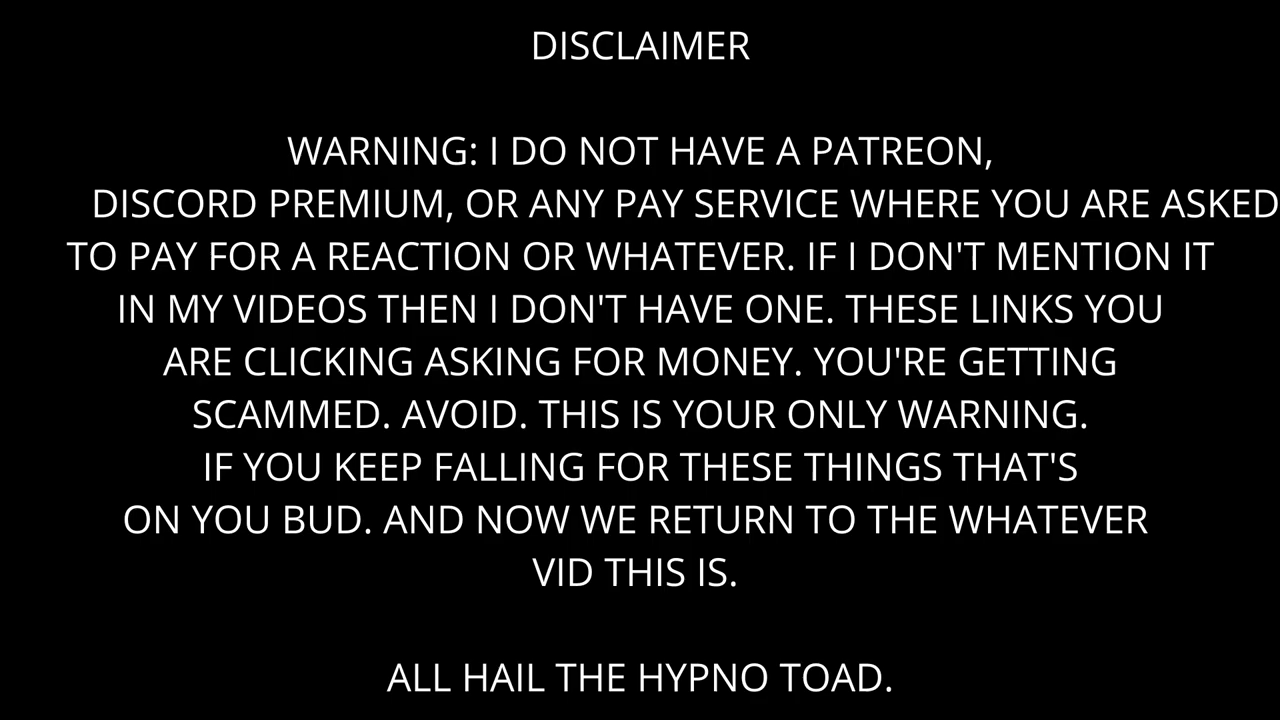 DISCLAIMER
WARNING: I DO NOT HAVE A PATREON,
DISCORD PREMIUM, OR ANY PAY SERVICE WHERE YOU ARE ASKED
TO PAY FOR A REACTION OR WHATEVER. IF I DON'T MENTION IT
IN MY VIDEOS THEN I DON'T HAVE ONE. THESE LINKS YOU
ARE CLICKING ASKING FOR MONEY. YOU'RE GETTING
SCAMMED. AVOID. THIS IS YOUR ONLY WARNING.
IF YOU KEEP FALLING FOR THESE THINGS THAT'S
ON YOU BUD. AND NOW WE RETURN TO THE WHATEVER
VID THIS IS.
ALL HAIL THE HYPNO TOAD.